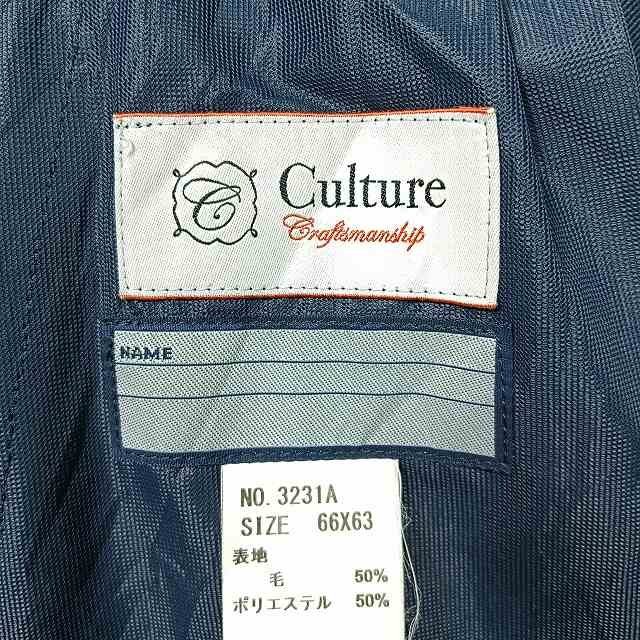 C Culture
Craftsmanship
NAME
NO. 3231A
SIZE 66X63
表地
毛 50%
ポリエステル 50%